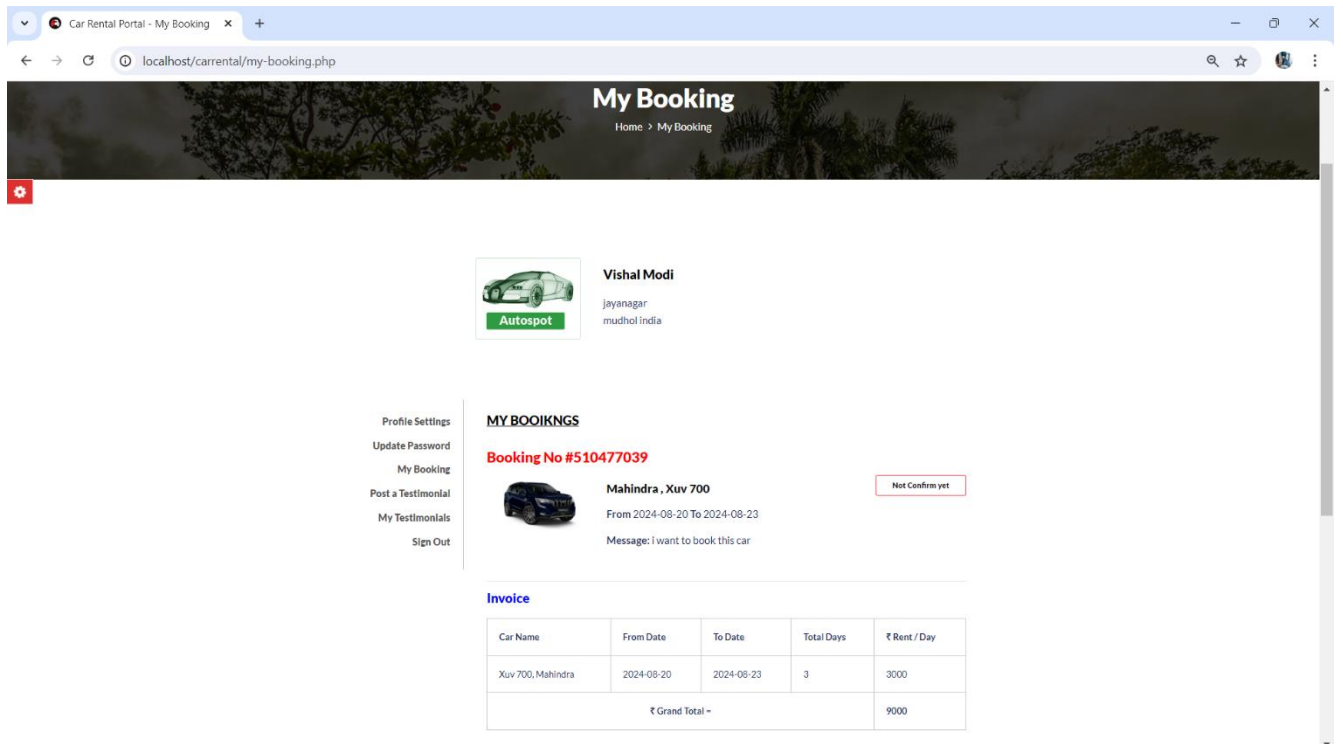 Car Rental Portal - My Booking
localhost/carrental/my-booking.php
My Booking
Home > My Booking
Autospot
Vishal Modi
jayanagar
mudhol india
Profile Settings
Update Password
My Booking
Post a Testimonial
My Testimonials
Sign Out
MY BOOIKNGS
Booking No #510477039
Mahindra , Xuv 700
Not Confirm yet
From 2024-08-20 To 2024-08-23
Message: i want to book this car
Invoice
Car Name From Date To Date Total Days ₹ Rent / Day
Xuv 700, Mahindra 2024-08-20 2024-08-23 3 3000
₹ Grand Total = 9000